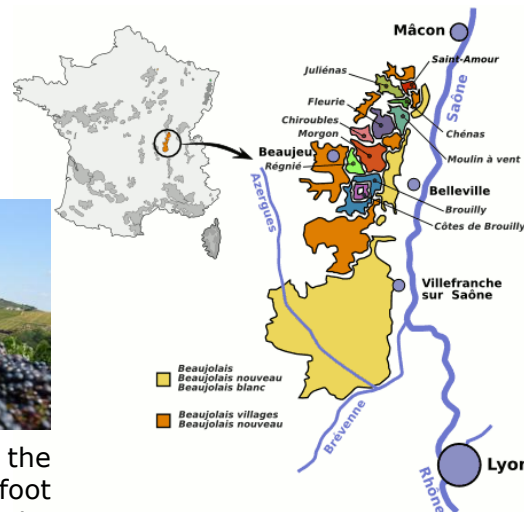 Mâcon
Saint-Amour
Juliénas
Saône
Fleurie
Chiroubles
Chénas
Morgon
Beaujeu
Moulin à vent
Régnié
Azergues
Belleville
Brouilly
Côtes de Brouilly
Villefranche
sur Saône
Beaujolais
Beaujolais nouveau
Beaujolais blanc
Beaujolais villages
Beaujolais nouveau
Brévenne
the
foot
Lyon
Rhône